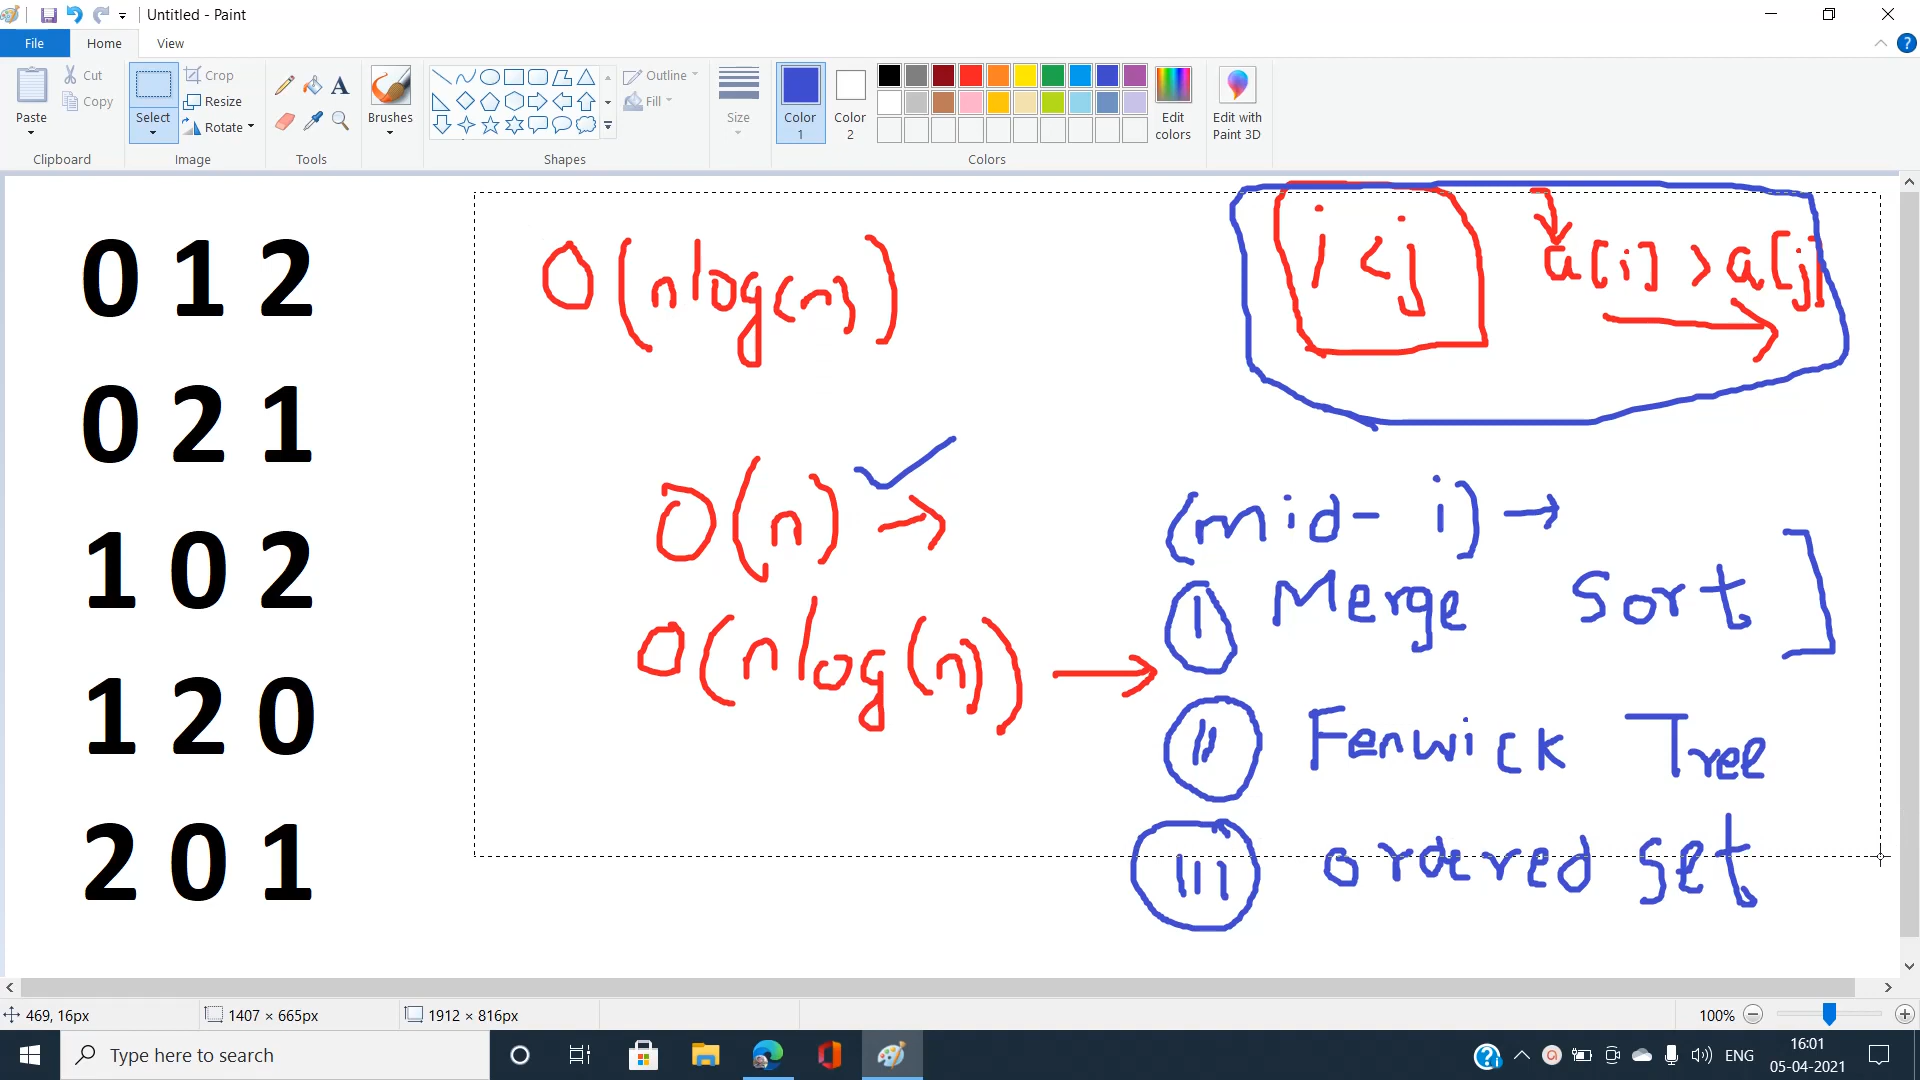 Untitled - Paint
File Home View
Paste
Cut
Copy
Clipboard
Select
Crop
Resize
Rotate
Image
A
Tools
Brushes
Shapes
Outline
Fill
Size
Color 1
Color 2
Colors
Edit colors
Edit with Paint 3D
?
0 1 2
0 2 1
1 0 2
1 2 0
2 0 1
O(nlog(n))
i < j a[i] > a[j]
O(n) →
O(nlog(n)) →
(mid - i) →
I Merge Sort ]
II Fenwick Tree
III ordered set
469, 16px 1407 × 665px 1912 × 816px 100%
Type here to search
ENG
16:01
05-04-2021